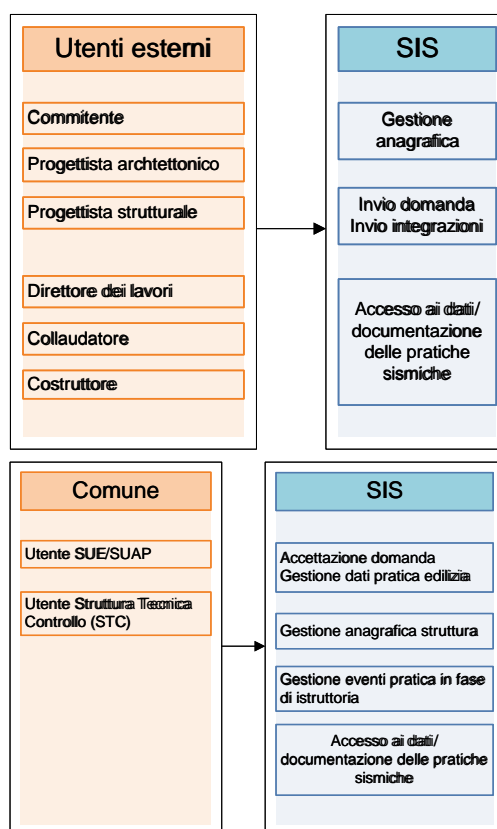 Utenti esterni
Commitente
Progettista archtettonico
Progettista strutturale
Direttore dei lavori
Collaudatore
Costruttore
SIS
Gestione
anagrafica
Invio domanda
Invio integrazioni
Accesso ai dati/
documentazione
delle pratiche
sismiche
Comune
Utente SUE/SUAP
Utente Struttura Tecnica
Controllo (STC)
SIS
Accettazione domanda
Gestione dati pratica edilizia
Gestione anagrafica struttura
Gestione eventi pratica in fase
di istruttoria
Accesso ai dati/
documentazione delle pratiche
sismiche